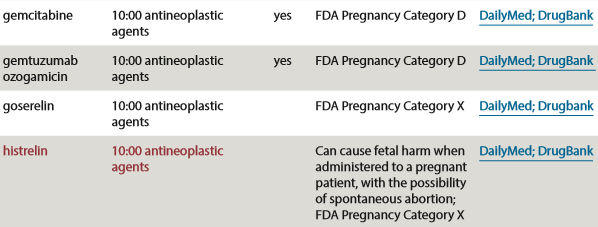 gemcitabine 10:00 antineoplastic yes FDA Pregnancy Category D DailyMed; DrugBank
agents
gemtuzumab 10:00 antineoplastic yes FDA Pregnancy Category D DailyMed; DrugBank
ozogamicin agents
goserelin 10:00 antineoplastic FDA Pregnancy Category X DailyMed; Drugbank
agents
histrelin 10:00 antineoplastic Can cause fetal harm when DailyMed; DrugBank
agents administered to a pregnant
patient, with the possibility
of spontaneous abortion;
FDA Pregnancy Category X